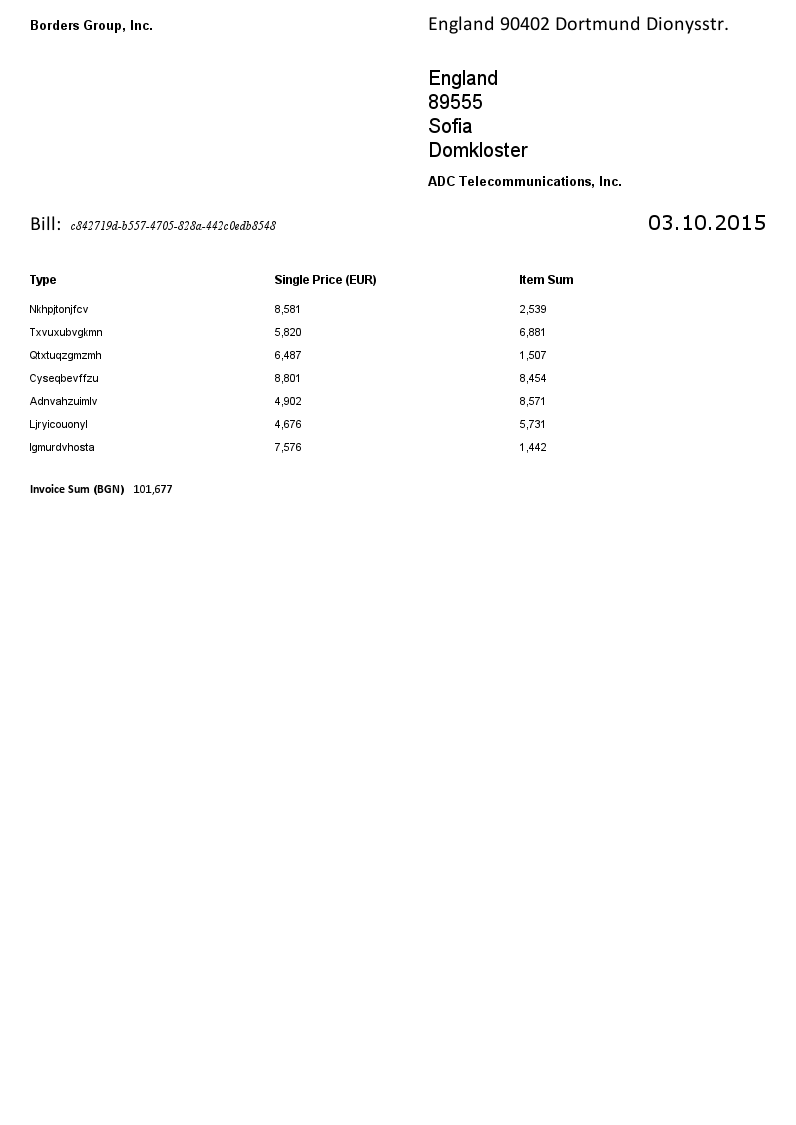 Borders Group, Inc.
England 90402 Dortmund Dionysstr.
England
89555
Sofia
Domkloster
ADC Telecommunications, Inc.
Bill: c842719d-b557-4705-828a-442c0edb8548 03.10.2015
Type Single Price (EUR) Item Sum
Nkhpjtonjfcv 8,581 2,539
Txvuxubvgkmn 5,820 6,881
Qtxtuqzgmzmh 6,487 1,507
Cyseqbevffzu 8,801 8,454
Adnvahzuimlv 4,902 8,571
Ljryicouonyl 4,676 5,731
Igmurdvhosta 7,576 1,442
Invoice Sum (BGN) 101,677